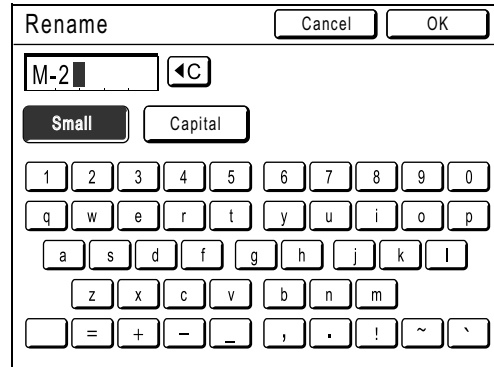 Rename Cancel OK
M-2 ◀C
Small Capital
1 2 3 4 5 6 7 8 9 0
q w e r t y u i o p
a s d f g h j k l
z x c v b n m
= + − _ , . ! ~ `